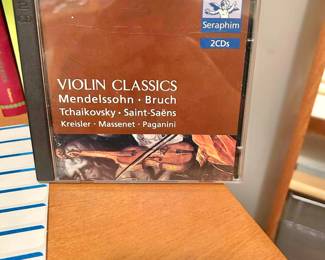 Seraphim
2CDs
VIOLIN CLASSICS
Mendelssohn · Bruch
Tchaikovsky · Saint-Saëns
Kreisler · Massenet · Paganini